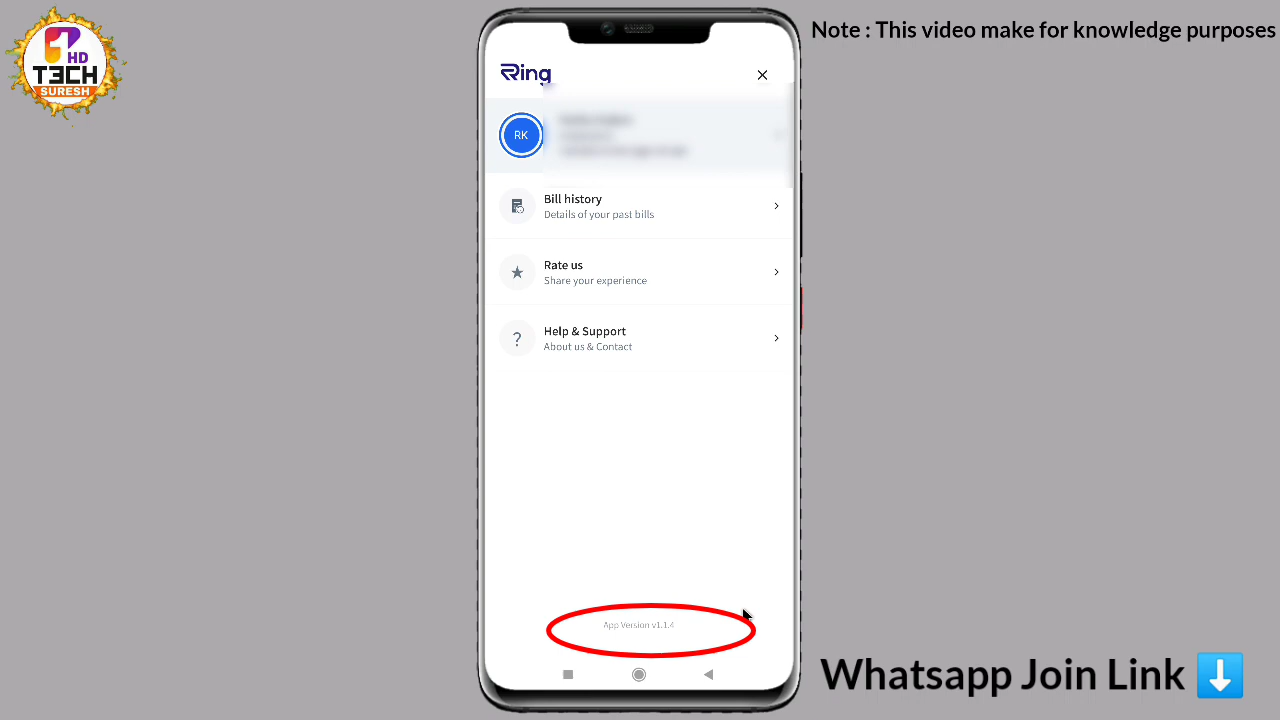 HD
TECH
SURESH
Note : This video make for knowledge purposes
Ring
RK
Bill history
Details of your past bills
Rate us
Share your experience
?
Help & Support
About us & Contact
App Version v1.1.4
Whatsapp Join Link